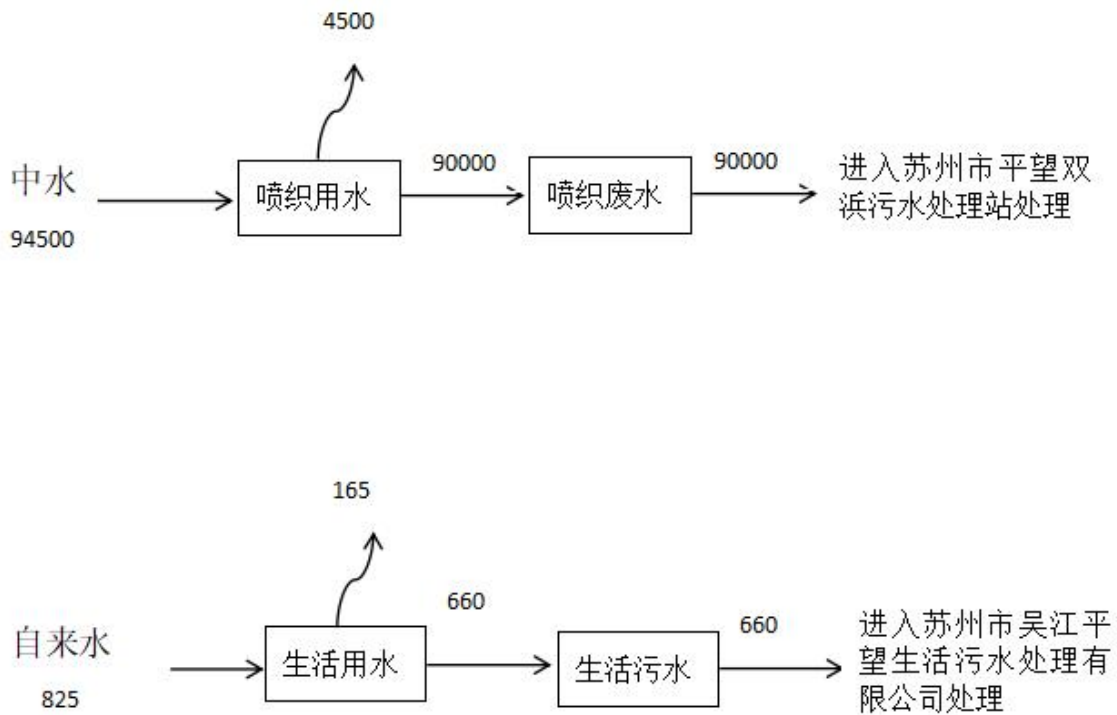 4500
中水
94500
喷织用水
90000
喷织废水
90000
进入苏州市平望双
浜污水处理站处理
165
自来水
825
生活用水
660
生活污水
660
进入苏州市吴江平
望生活污水处理有
限公司处理